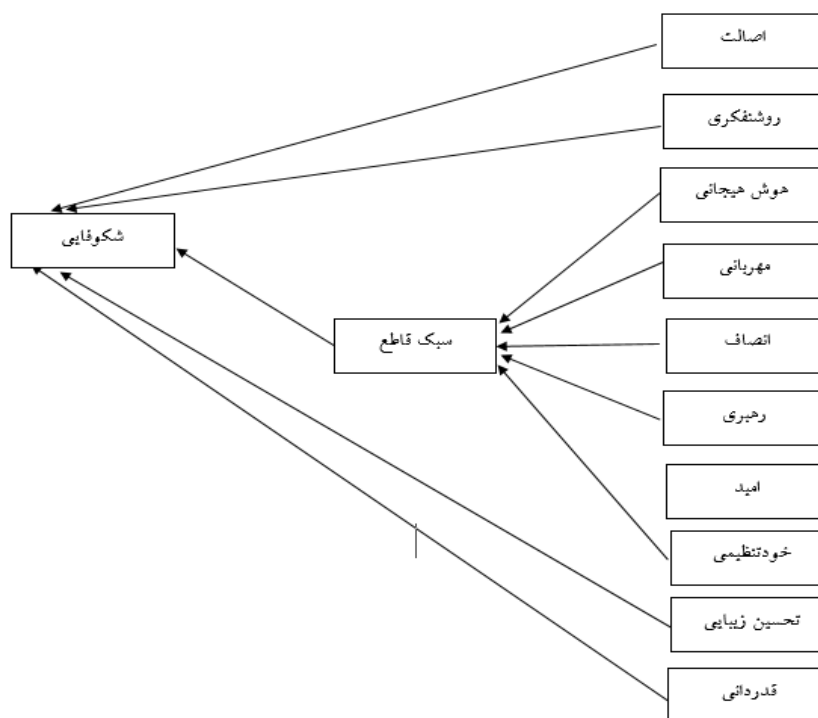 اصالت
روشنفکری
هوش هیجانی
مهربانی
شکوفایی
سبک قاطع
انصاف
رهبری
امید
خودتنظیمی
تحسین زیبایی
قدردانی